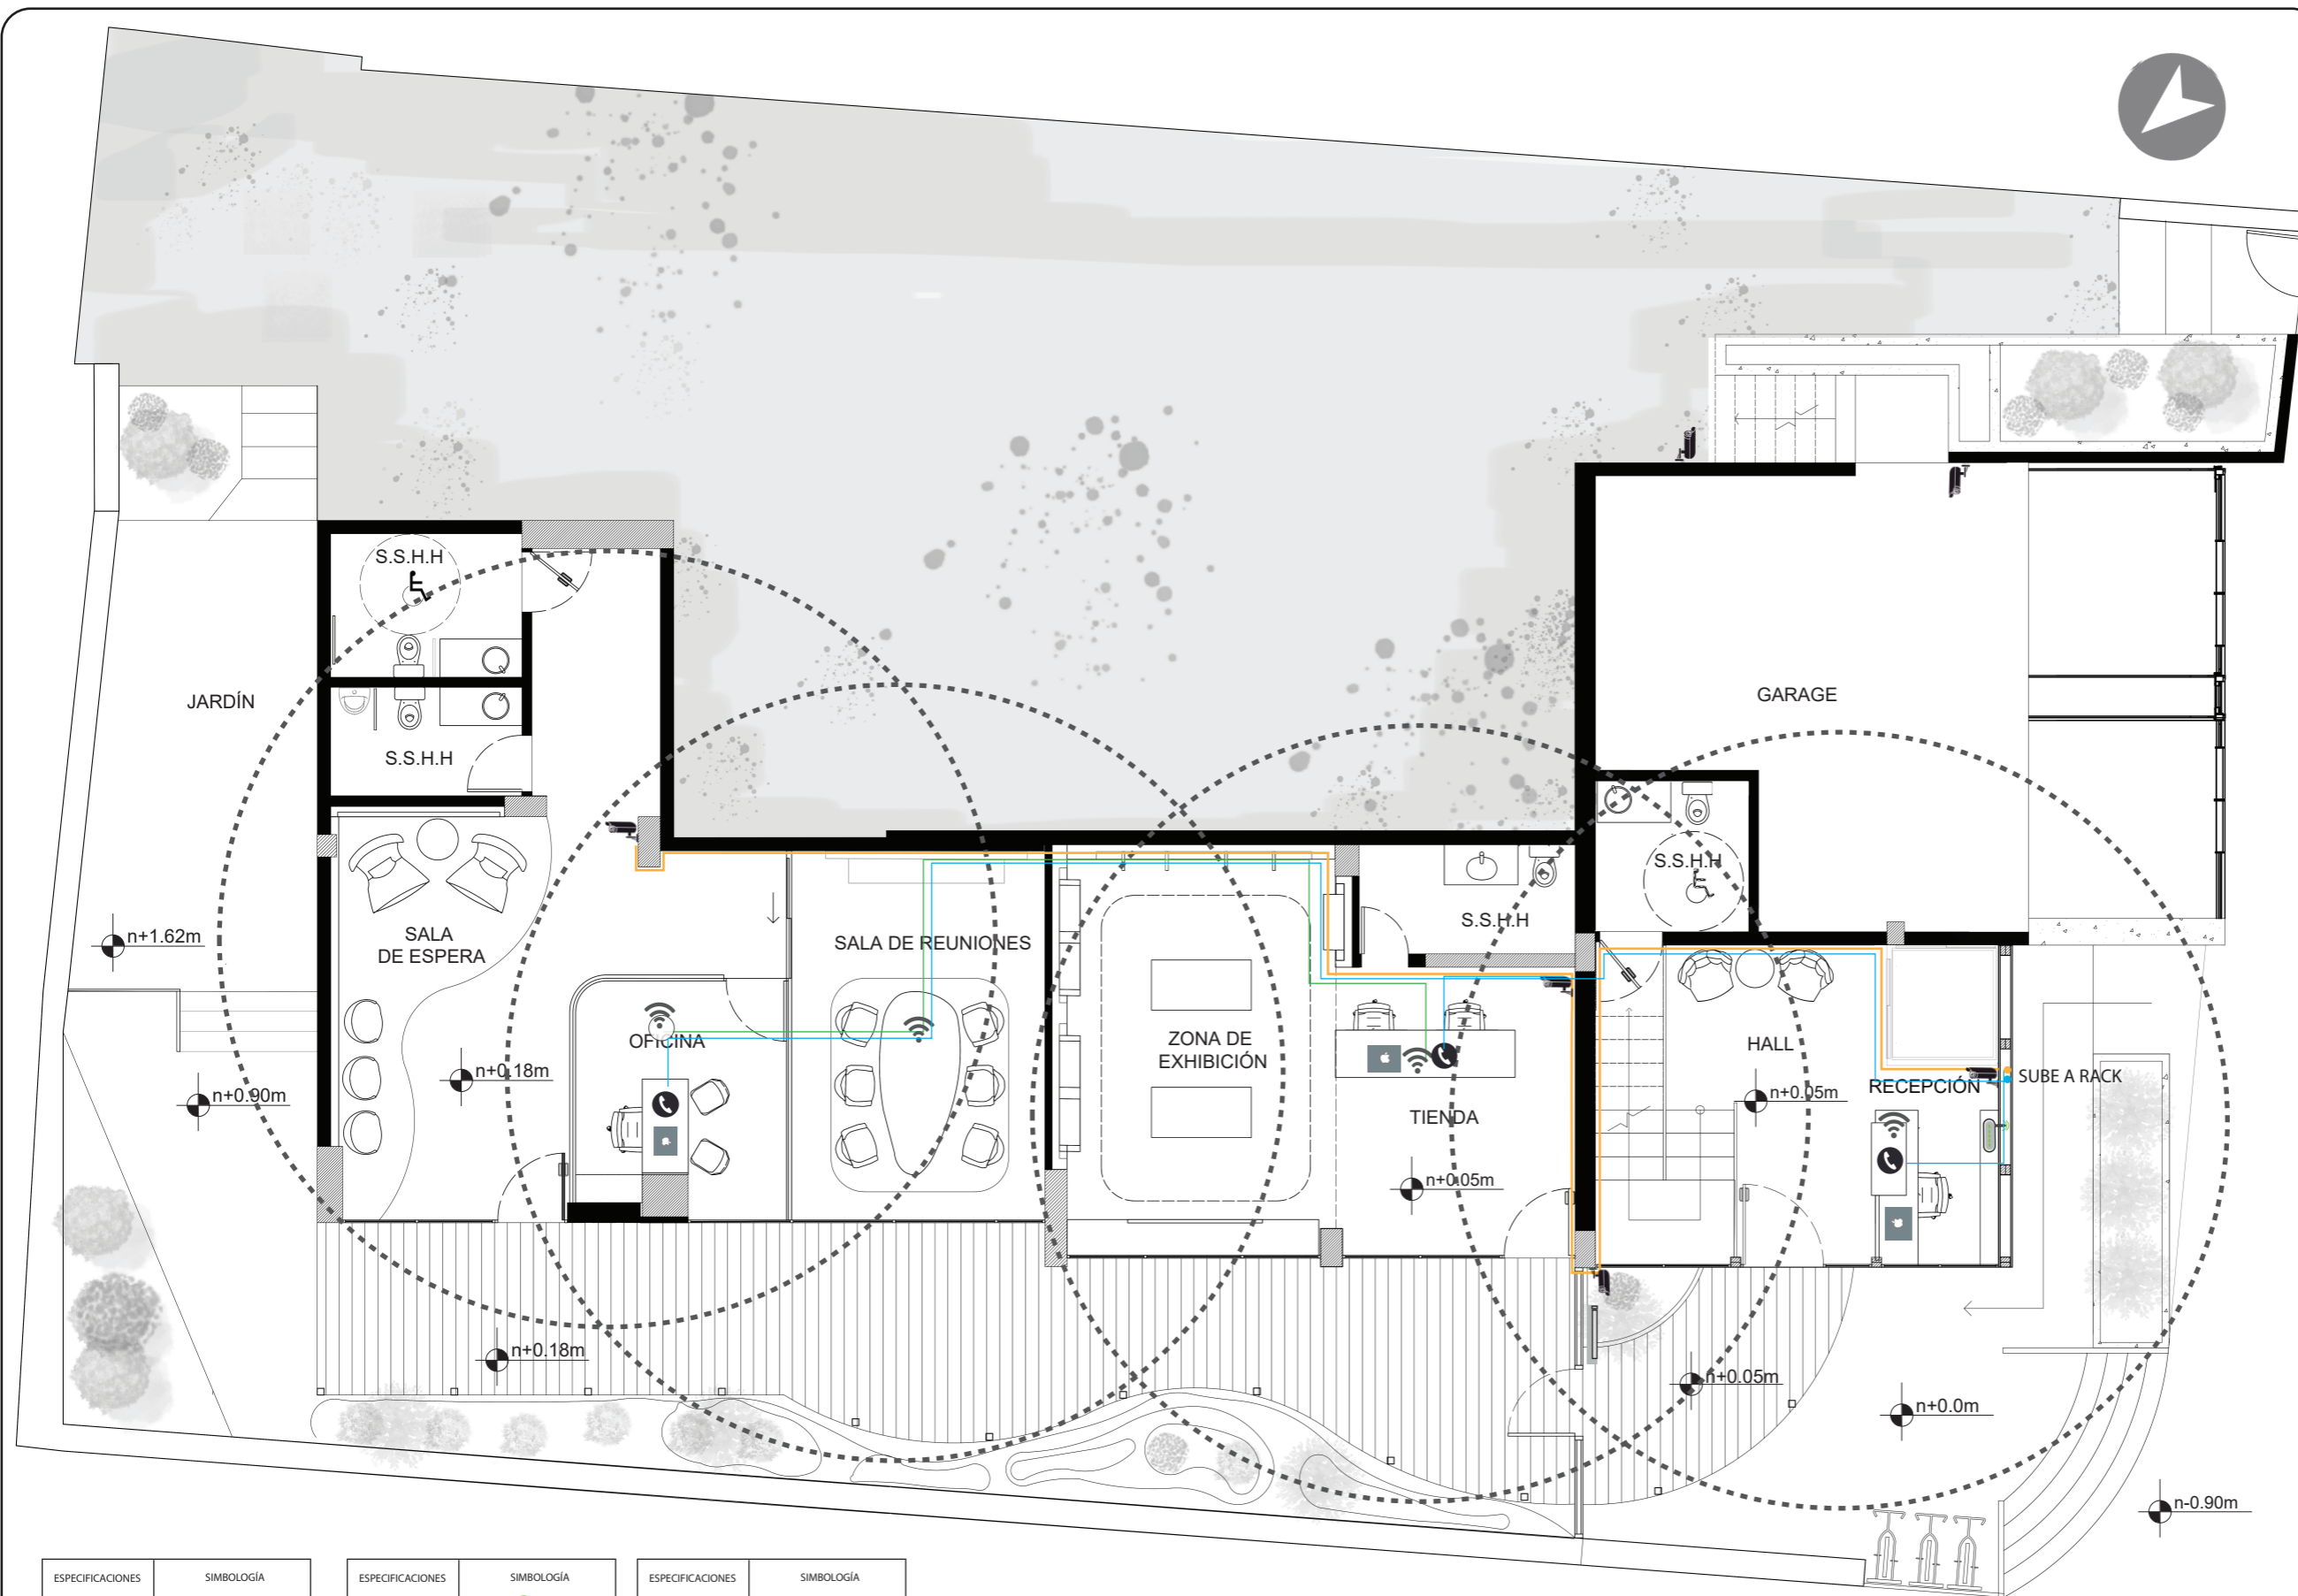 S.S.H.H
JARDÍN
GARAGE
S.S.H.H
S.S.H.H
S.S.H.H
SALA
DE ESPERA
SALA DE REUNIONES
n+1.62m
OFICINA
ZONA DE
EXHIBICIÓN
HALL
n+0.18m
n+0.90m
n+0.05m
RECEPCIÓN
SUBE A RACK
TIENDA
n+0.05m
n+0.18m
n+0.05m
n+0.0m
n-0.90m
ESPECIFICACIONES SIMBOLOGÍA
ESPECIFICACIONES SIMBOLOGÍA
ESPECIFICACIONES SIMBOLOGÍA